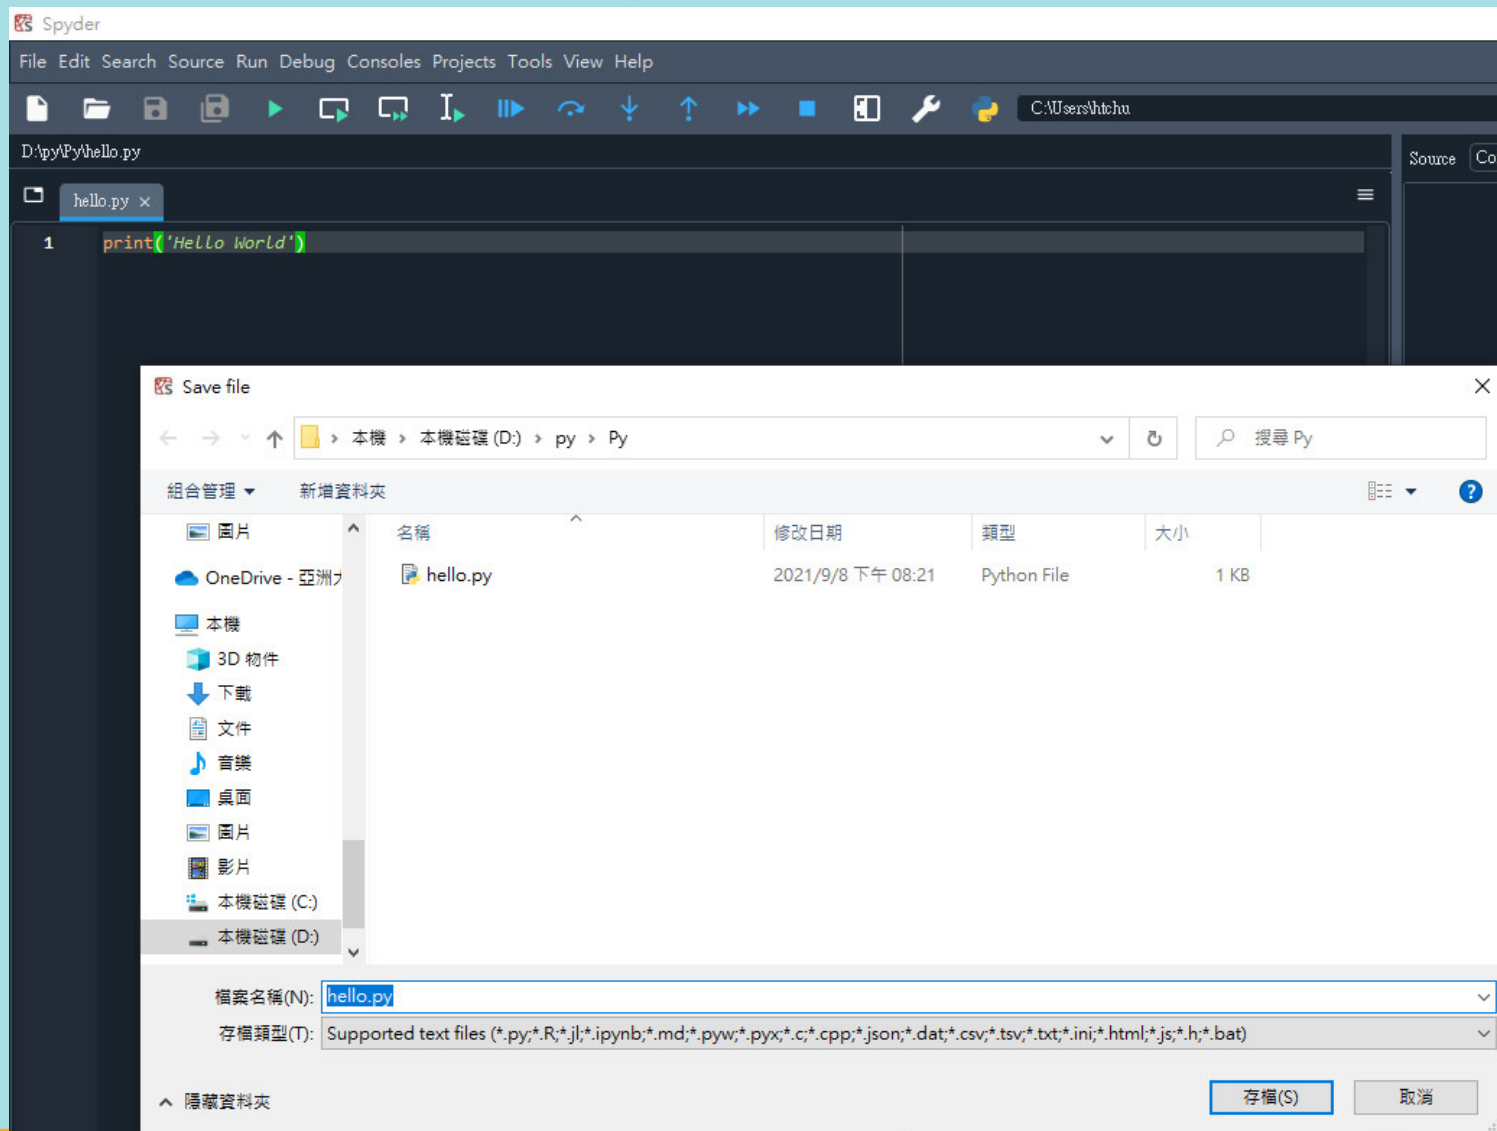 Spyder
File Edit Search Source Run Debug Consoles Projects Tools View Help
C:\Users\htchu
D:\py\Py\hello.py
Source Co
hello.py
1 print('Hello World')
Save file
本機 > 本機磁碟 (D:) > py > Py
搜尋 Py
組合管理 新增資料夾
圖片
名稱 修改日期 類型 大小
OneDrive - 亞洲
hello.py 2021/9/8 下午 08:21 Python File 1 KB
本機
3D 物件
下載
文件
音樂
桌面
圖片
影片
本機磁碟 (C:)
本機磁碟 (D:)
檔案名稱(N): hello.py
存檔類型(T): Supported text files (*.py;*.R;*.jl;*.ipynb;*.md;*.pyw;*.pyx;*.c;*.cpp;*.json;*.dat;*.csv;*.tsv;*.txt;*.ini;*.html;*.js;*.h;*.bat)
隱藏資料夾
存檔(S) 取消